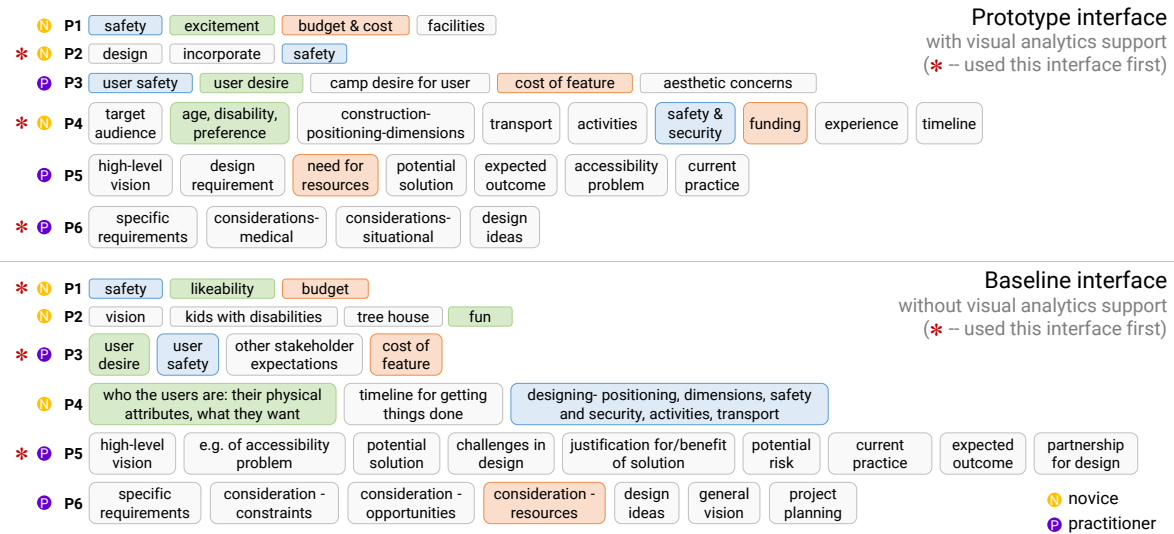 Prototype interface
with visual analytics support
(* -- used this interface first)
N P1 safety excitement budget & cost facilities
* N P2 design incorporate safety
P P3 user safety user desire camp desire for user cost of feature aesthetic concerns
* N P4 target audience age, disability, preference construction-positioning-dimensions transport activities safety & security funding experience timeline
P P5 high-level vision design requirement need for resources potential solution expected outcome accessibility problem current practice
* P P6 specific requirements considerations-medical considerations-situational design ideas
Baseline interface
without visual analytics support
(* -- used this interface first)
* N P1 safety likeability budget
N P2 vision kids with disabilities tree house fun
* P P3 user desire user safety other stakeholder expectations cost of feature
N P4 who the users are: their physical attributes, what they want timeline for getting things done designing- positioning, dimensions, safety and security, activities, transport
* P P5 high-level vision e.g. of accessibility problem potential solution challenges in design justification for/benefit of solution potential risk current practice expected outcome partnership for design
P P6 specific requirements consideration - constraints consideration - opportunities consideration - resources design ideas general vision project planning
N novice
P practitioner